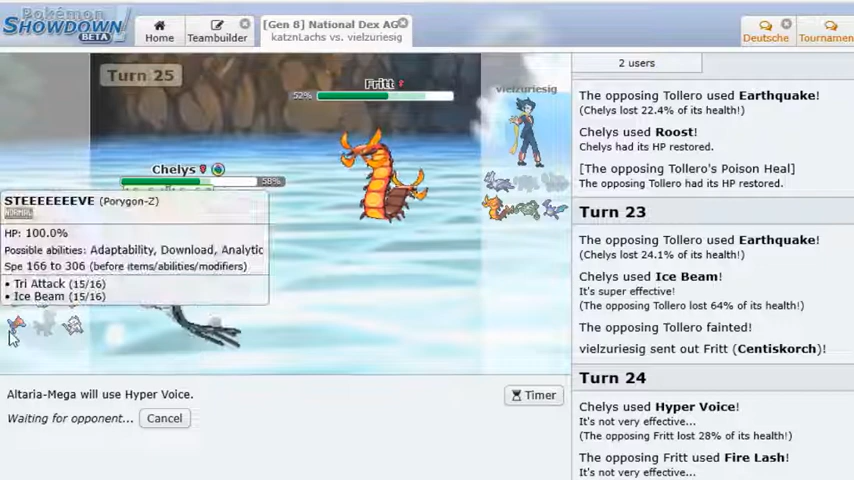 Pokémon
SHOWDOWN!
BETA
Home
Teambuilder
[Gen 8] National Dex AG
katznLachs vs. vielzuriesig
Deutsche
Tournamen
Turn 25
Fritt
52%
vielzuriesig
Chelys
58%
STEEEEEEEVE (Porygon-Z)
NORMAL
HP: 100.0%
Possible abilities: Adaptability, Download, Analytic
Spe 166 to 306 (before items/abilities/modifiers)
• Tri Attack (15/16)
• Ice Beam (15/16)
Altaria-Mega will use Hyper Voice.
Waiting for opponent...
Cancel
Timer
2 users
The opposing Tollero used Earthquake!
(Chelys lost 22.4% of its health!)
Chelys used Roost!
Chelys had its HP restored.
[The opposing Tollero's Poison Heal]
The opposing Tollero had its HP restored.
Turn 23
The opposing Tollero used Earthquake!
(Chelys lost 24.1% of its health!)
Chelys used Ice Beam!
It's super effective!
(The opposing Tollero lost 64% of its health!)
The opposing Tollero fainted!
vielzuriesig sent out Fritt (Centiskorch)!
Turn 24
Chelys used Hyper Voice!
It's not very effective...
(The opposing Fritt lost 28% of its health!)
The opposing Fritt used Fire Lash!
It's not very effective...